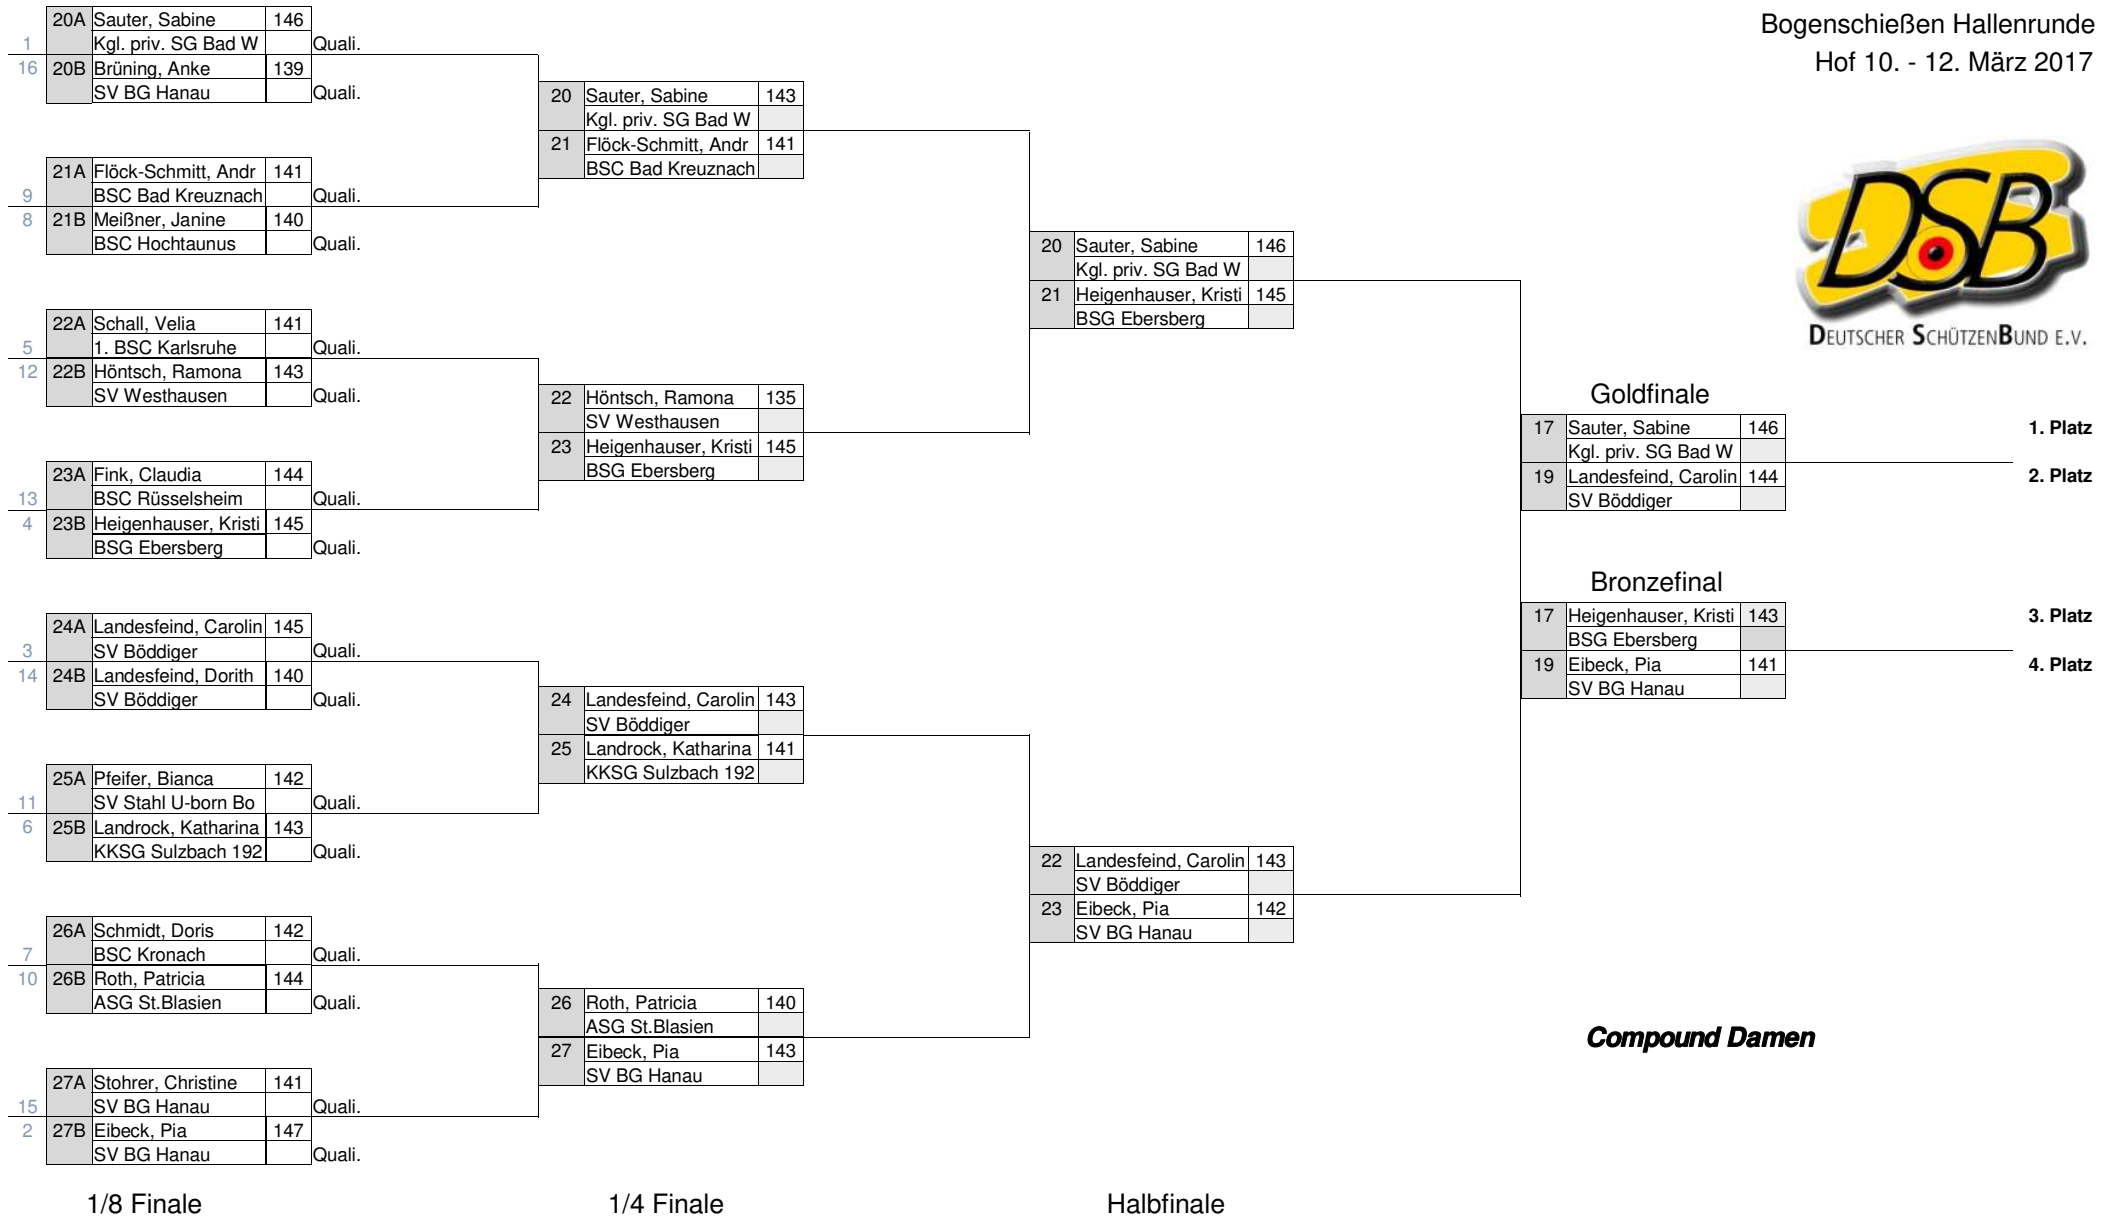 Bogenschießen Hallenrunde
Hof 10. - 12. März 2017
DSB
DEUTSCHER SCHÜTZENBUND E.V.
20A Sauter, Sabine 146
1 Kgl. priv. SG Bad W Quali.
16 20B Brüning, Anke 139
SV BG Hanau Quali.
21A Flöck-Schmitt, Andr 141
9 BSC Bad Kreuznach Quali.
8 21B Meißner, Janine 140
BSC Hochtaunus Quali.
22A Schall, Velia 141
5 1. BSC Karlsruhe Quali.
12 22B Höntsch, Ramona 143
SV Westhausen Quali.
23A Fink, Claudia 144
13 BSC Rüsselsheim Quali.
4 23B Heigenhauser, Kristi 145
BSG Ebersberg Quali.
24A Landesfeind, Carolin 145
3 SV Böddiger Quali.
14 24B Landesfeind, Dorith 140
SV Böddiger Quali.
25A Pfeifer, Bianca 142
11 SV Stahl U-born Bo Quali.
6 25B Landrock, Katharina 143
KKSG Sulzbach 192 Quali.
26A Schmidt, Doris 142
7 BSC Kronach Quali.
10 26B Roth, Patricia 144
ASG St.Blasien Quali.
27A Stohrer, Christine 141
15 SV BG Hanau Quali.
2 27B Eibeck, Pia 147
SV BG Hanau Quali.
1/8 Finale
20 Sauter, Sabine 143
Kgl. priv. SG Bad W
21 Flöck-Schmitt, Andr 141
BSC Bad Kreuznach
22 Höntsch, Ramona 135
SV Westhausen
23 Heigenhauser, Kristi 145
BSG Ebersberg
24 Landesfeind, Carolin 143
SV Böddiger
25 Landrock, Katharina 141
KKSG Sulzbach 192
26 Roth, Patricia 140
ASG St.Blasien
27 Eibeck, Pia 143
SV BG Hanau
1/4 Finale
20 Sauter, Sabine 146
Kgl. priv. SG Bad W
21 Heigenhauser, Kristi 145
BSG Ebersberg
22 Landesfeind, Carolin 143
SV Böddiger
23 Eibeck, Pia 142
SV BG Hanau
Halbfinale
Goldfinale
17 Sauter, Sabine 146 1. Platz
Kgl. priv. SG Bad W
19 Landesfeind, Carolin 144 2. Platz
SV Böddiger
Bronzefinal
17 Heigenhauser, Kristi 143 3. Platz
BSG Ebersberg
19 Eibeck, Pia 141 4. Platz
SV BG Hanau
Compound Damen